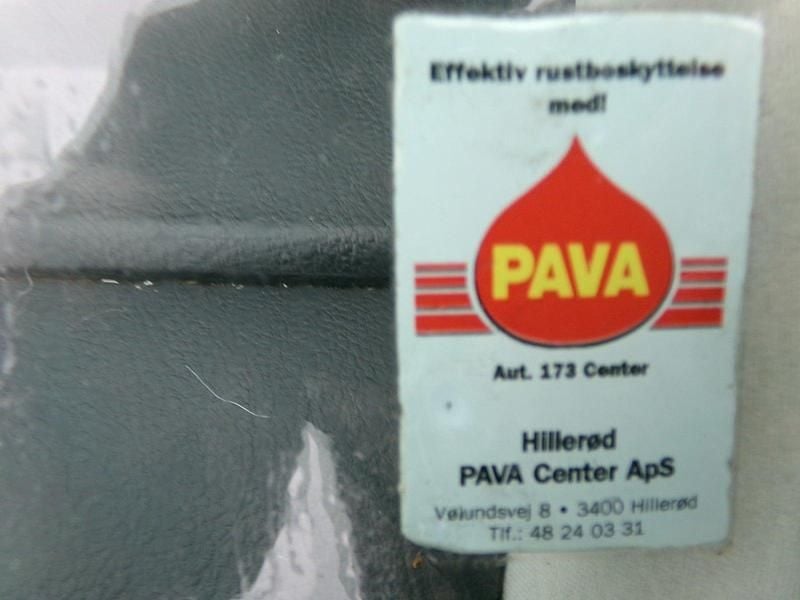 Effektiv rustbeskyttelse
med!
PAVA
Aut. 173 Center
Hillerød
PAVA Center ApS
Vølundsvej 8 • 3400 Hillerød
Tlf.: 48 24 03 31